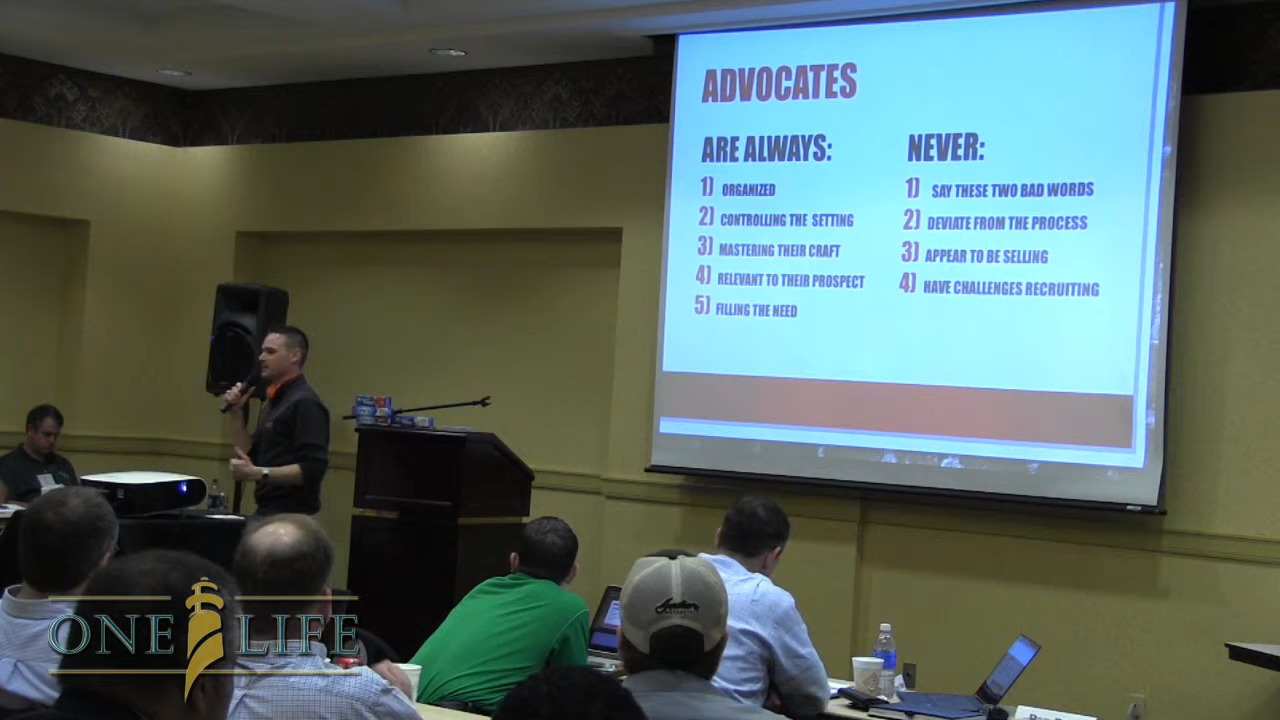 ADVOCATES
ARE ALWAYS:
1) ORGANIZED
2) CONTROLLING THE SETTING
3) MASTERING THEIR CRAFT
4) RELEVANT TO THEIR PROSPECT
5) FILLING THE NEED
NEVER:
1) SAY THESE TWO BAD WORDS
2) DEVIATE FROM THE PROCESS
3) APPEAR TO BE SELLING
4) HAVE CHALLENGES RECRUITING
ONE LIFE